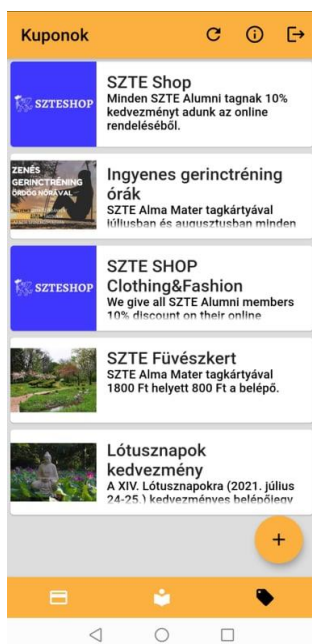 Kuponok
SZTE Shop
Minden SZTE Alumni tagnak 10%
kedvezményt adunk az online
rendeléséből.
SZTESHOP
ZENÉS
GERINCTRÉNING
ÖRDÖG NÓRÁVAL
Ingyenes gerinctréning
órák
SZTE Alma Mater tagkártyával
júliusban és augusztusban minden
SZTESHOP
SZTE SHOP
Clothing&Fashion
We give all SZTE Alumni members
10% discount on their online
SZTE Füvészkert
SZTE Alma Mater tagkártyával
1800 Ft helyett 800 Ft a belépő.
Lótusznapok
kedvezmény
A XIV. Lótusznapokra (2021. július
24-25.) kedvezményes belépőjegy